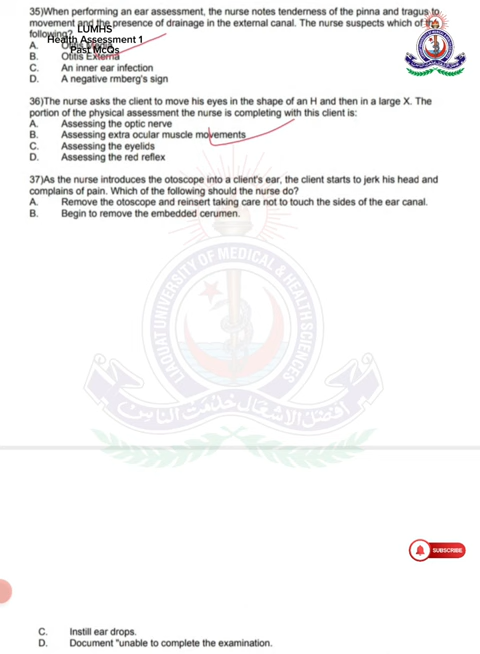 35)When performing an ear assessment, the nurse notes tenderness of the pinna and tragus to
movement and the presence of drainage in the external canal. The nurse suspects which of the
following?
LUMHS
Health Assessment 1
Past McQs
A.
B. Otitis Externa
C. An inner ear infection
D. A negative rmberg's sign
36)The nurse asks the client to move his eyes in the shape of an H and then in a large X. The
portion of the physical assessment the nurse is completing with this client is:
A. Assessing the optic nerve
B. Assessing extra ocular muscle movements
C. Assessing the eyelids
D. Assessing the red reflex
37)As the nurse introduces the otoscope into a client's ear, the client starts to jerk his head and
complains of pain. Which of the following should the nurse do?
A. Remove the otoscope and reinsert taking care not to touch the sides of the ear canal.
B. Begin to remove the embedded cerumen.
LIAQUAT UNIVERSITY OF MEDICAL & HEALTH SCIENCES
SUBSCRIBE
C. Instill ear drops.
D. Document "unable to complete the examination.